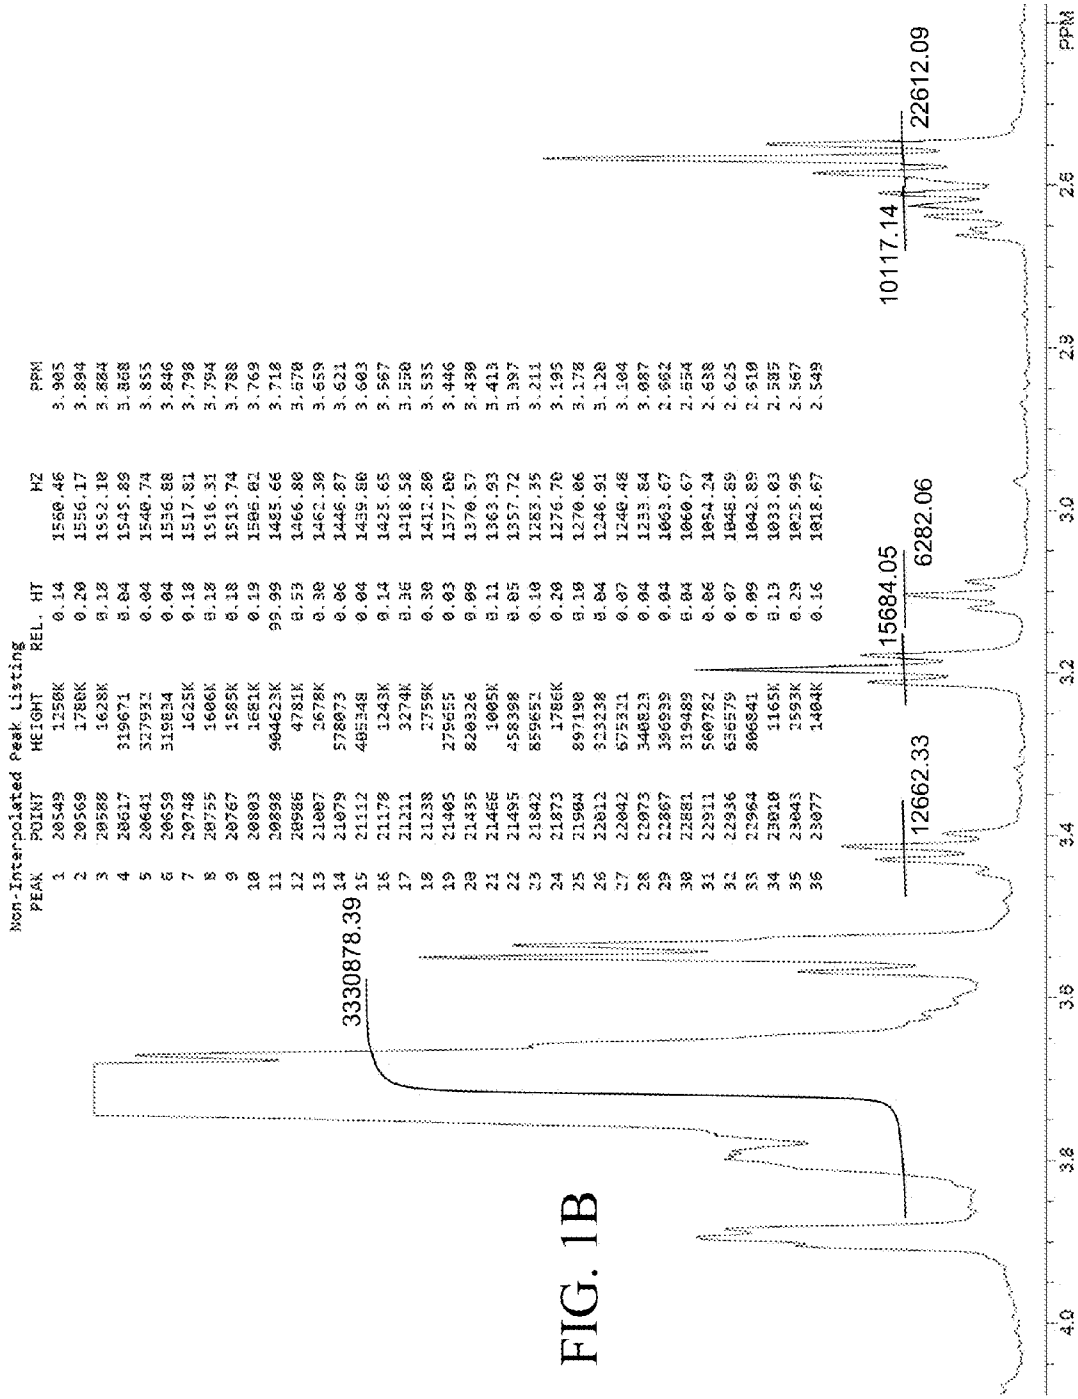 Non-Interpolated Peak Listing
PEAK POINT HEIGHT REL. HT HZ PPM
1 20549 1250K 0.14 1560.46 3.905
2 20569 1780K 0.20 1556.17 3.894
3 20588 1628K 0.18 1552.10 3.884
4 20617 319671 0.04 1545.89 3.868
5 20641 327932 0.04 1540.74 3.855
6 20659 319834 0.04 1536.88 3.846
7 20748 1625K 0.18 1517.81 3.798
8 20755 1606K 0.18 1516.31 3.794
9 20767 1585K 0.18 1513.74 3.788
10 20803 1681K 0.19 1506.02 3.769
11 20898 904623K 99.99 1485.66 3.718
12 20986 4781K 0.53 1466.80 3.670
13 21007 2678K 0.30 1462.30 3.659
14 21079 578073 0.06 1446.87 3.621
15 21112 405348 0.04 1439.80 3.603
16 21178 1243K 0.14 1425.65 3.567
17 21211 3274K 0.36 1418.58 3.550
18 21238 2759K 0.30 1412.80 3.535
19 21405 279655 0.03 1377.00 3.446
20 21435 820326 0.09 1370.57 3.430
21 21466 1005K 0.11 1363.93 3.413
22 21495 458398 0.05 1357.72 3.397
23 21842 859652 0.10 1283.35 3.211
24 21873 1786K 0.20 1276.70 3.195
25 21904 897190 0.10 1270.06 3.178
26 22012 323238 0.04 1246.91 3.120
27 22042 675311 0.07 1240.48 3.104
28 22073 340823 0.04 1233.84 3.087
29 22867 396939 0.04 1063.67 2.662
30 22881 319489 0.04 1060.67 2.654
31 22911 560782 0.06 1054.24 2.638
32 22936 636579 0.07 1048.89 2.625
33 22964 806841 0.09 1042.89 2.610
34 23010 1165K 0.13 1033.03 2.585
35 23043 2593K 0.29 1025.95 2.567
36 23077 1404K 0.16 1018.67 2.549
3330878.39
FIG. 1B
12662.33
15684.05
6282.06
10117.14
22612.09
4.0 3.8 3.6 3.4 3.2 3.0 2.8 2.6 PPM